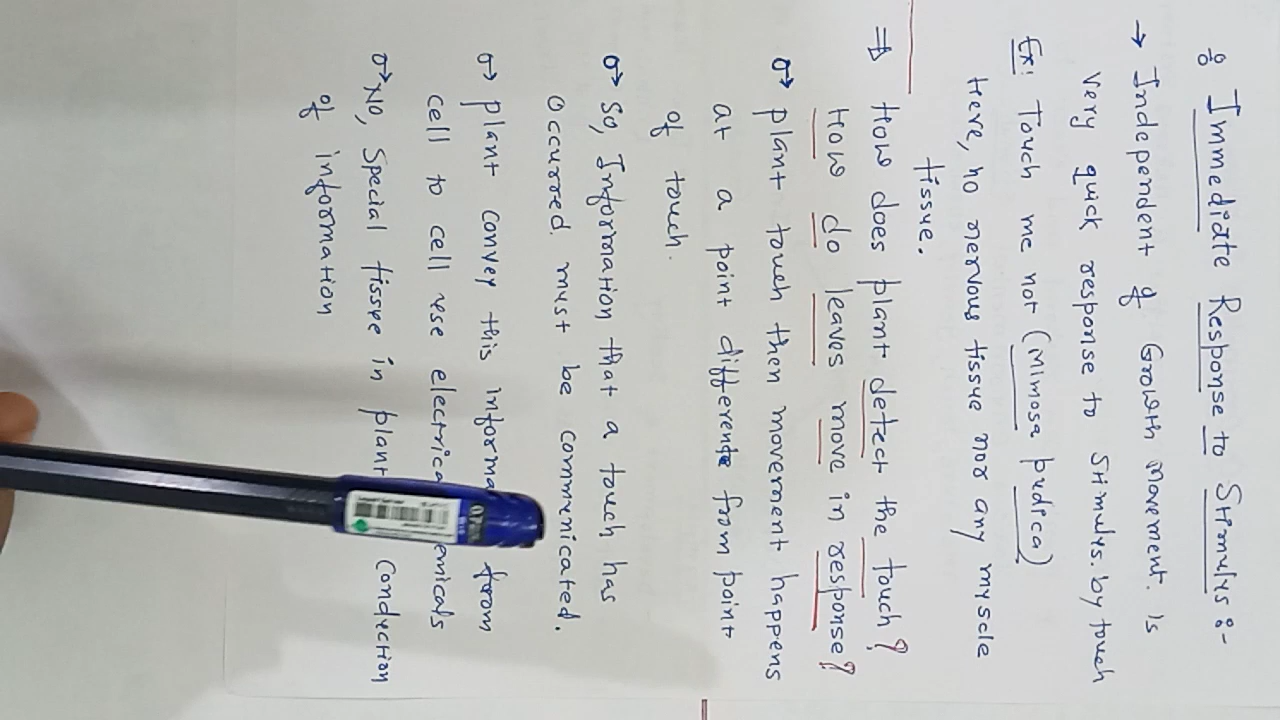 Immediate Response to Stimulus :-
→ Independent of Growth movement. Is
very quick response to stimulus. by touch
Ex: Touch me not (Mimosa pudica)
Here, no nervous tissue nor any muscle
tissue.
⇒ How does plant detect the touch?
How do leaves move in response?
→ plant touch then movement happens
at a point different from point
of touch.
→ So, Information that a touch has
occurred must be communicated.
→ plant convey this informa from
cell to cell use electrica emicals
→ No, special tissue in plant conduction
of information